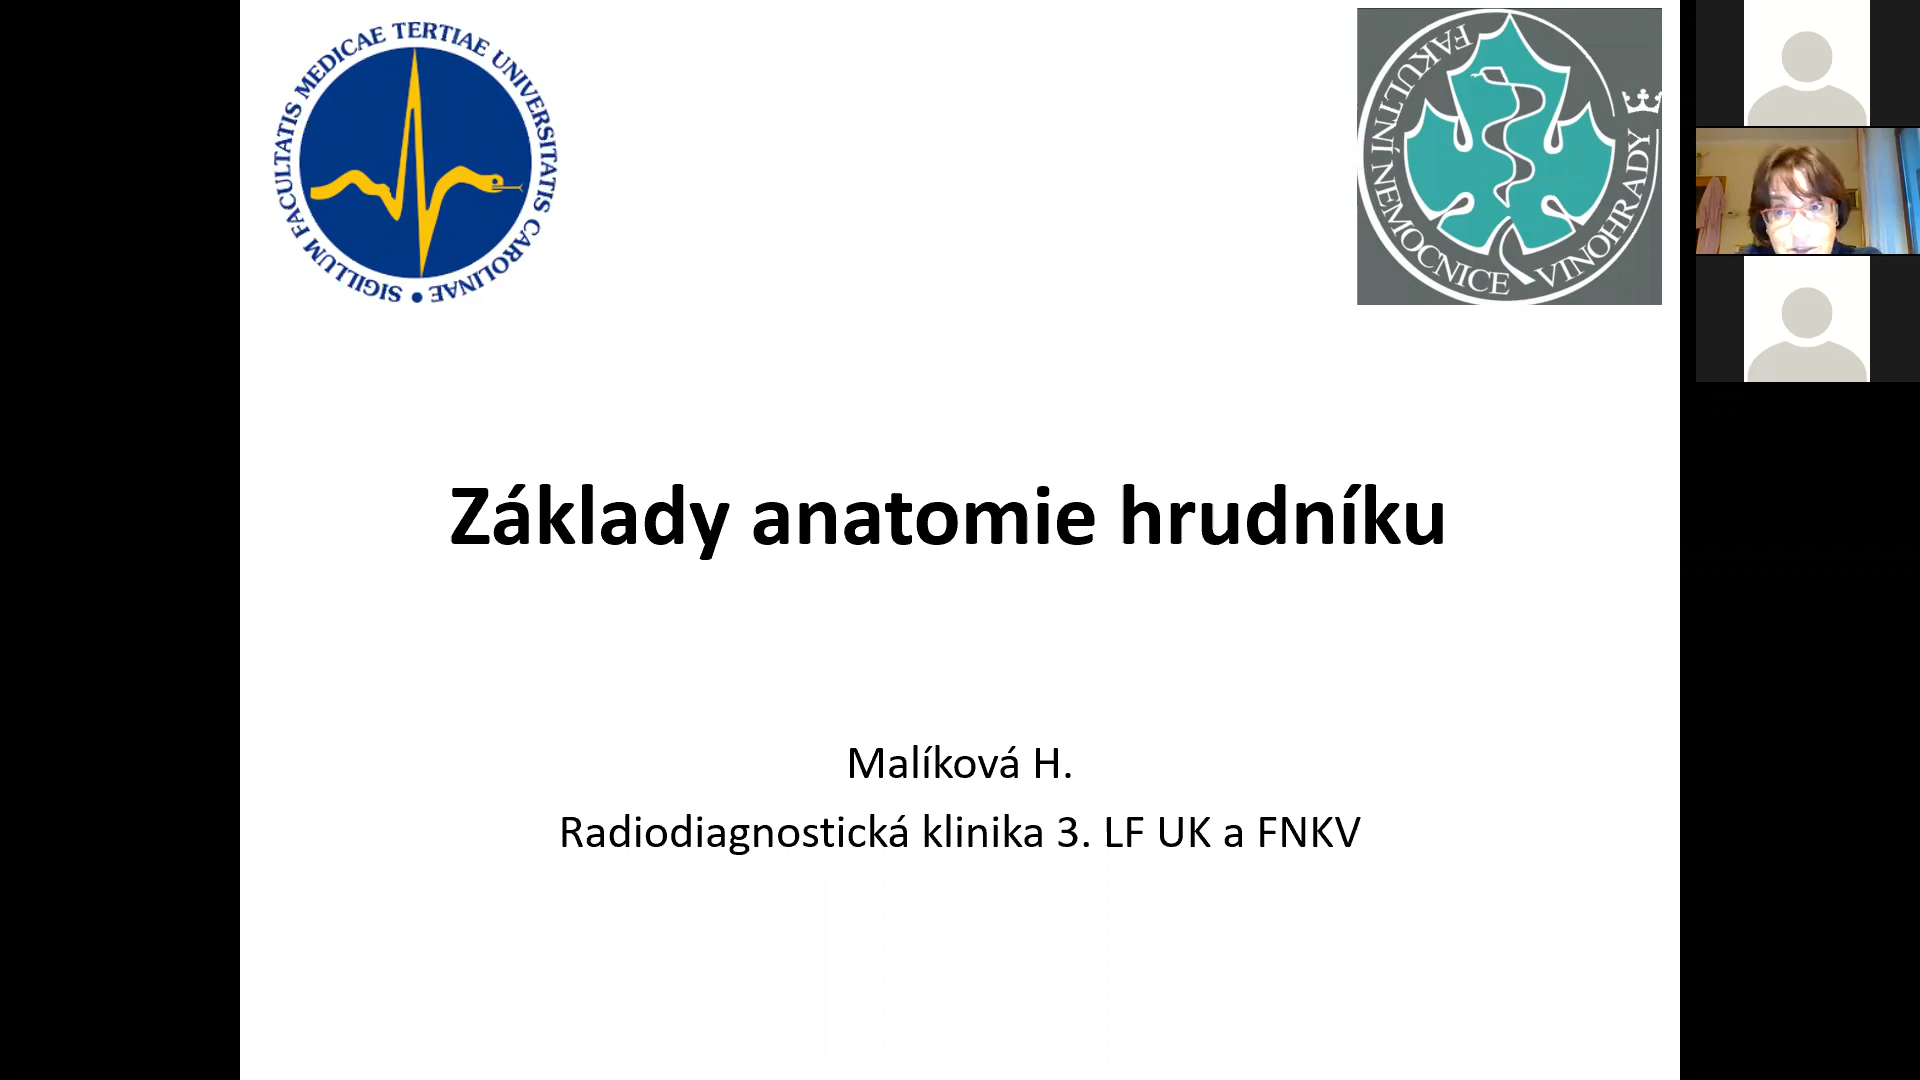 SIGILLUM FACULTATIS MEDICAE TERTIAE UNIVERSITATIS CAROLINAE
FAKULTNÍ NEMOCNICE VINOHRADY
Základy anatomie hrudníku
Malíková H.
Radiodiagnostická klinika 3. LF UK a FNKV